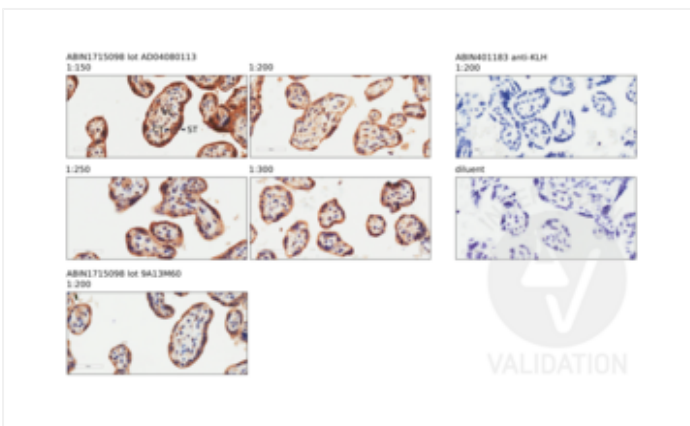 ABIN1715098 lot AD04080113
1:150
1:200
ST
1:250
1:300
ABIN1715098 lot 9A13M60
1:200
ABIN401183 anti-KLH
1:200
diluent
VALIDATION